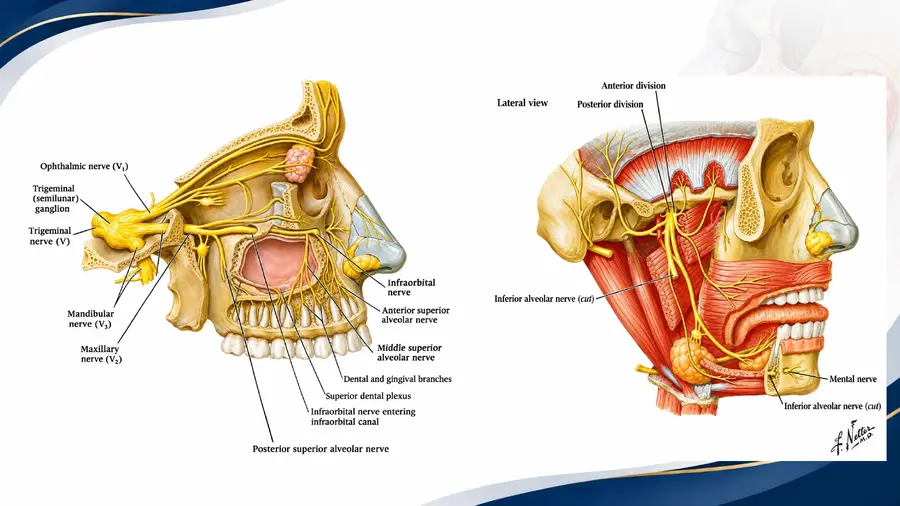 Ophthalmic nerve (V₁)
Trigeminal
(semilunar)
ganglion
Trigeminal
nerve (V)
Mandibular
nerve (V₃)
Maxillary
nerve (V₂)
Infraorbital
nerve
Anterior superior
alveolar nerve
Middle superior
alveolar nerve
Dental and gingival branches
Superior dental plexus
Infraorbital nerve entering
infraorbital canal
Posterior superior alveolar nerve
Lateral view
Anterior division
Posterior division
Inferior alveolar nerve (cut)
Mental nerve
Inferior alveolar nerve (cut)
F. Netter
M.D.